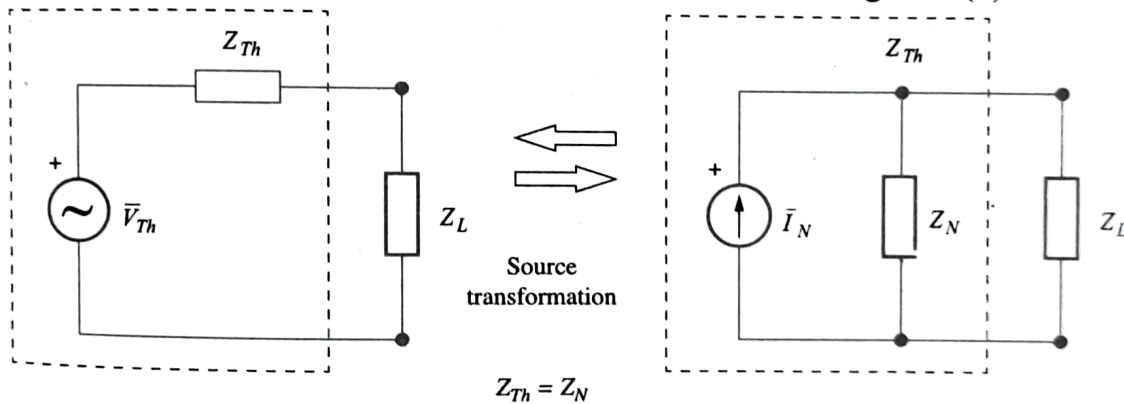 Z_Th
+
V̄_Th
Z_L
Source
transformation
Z_Th = Z_N
Z_Th
+
Ī_N
Z_N
Z_L